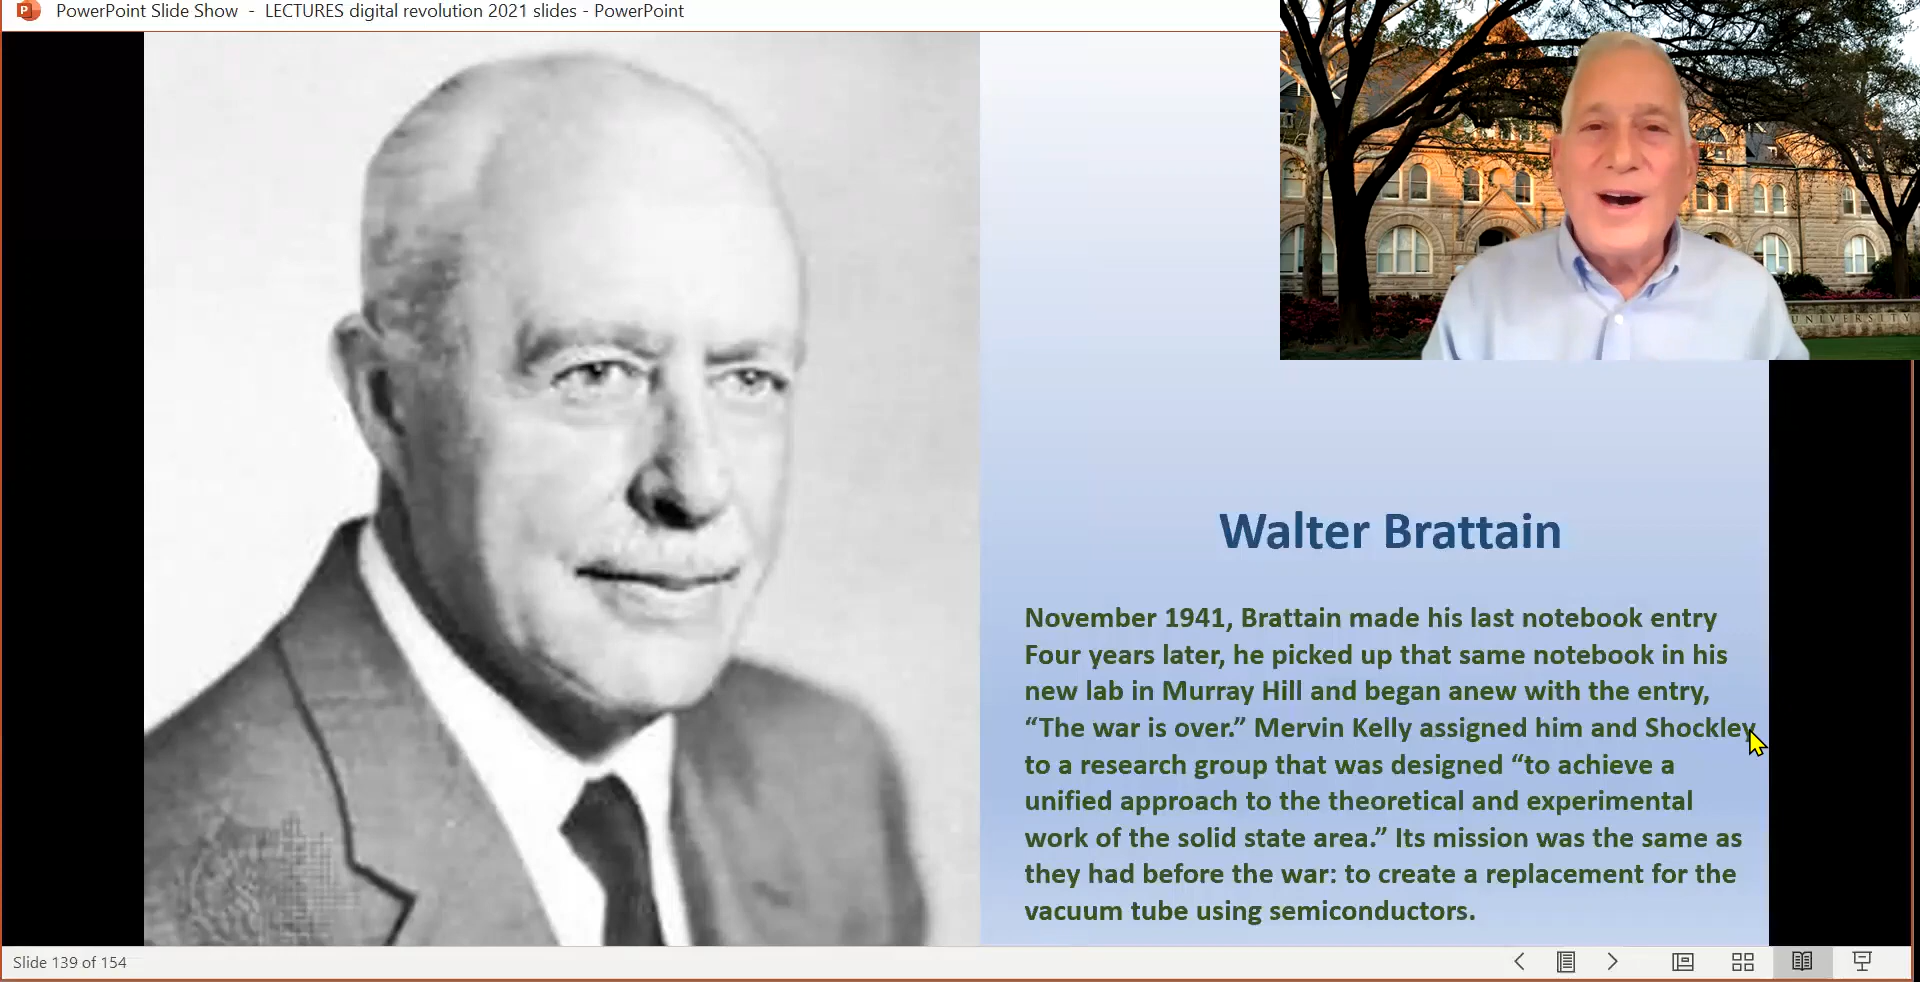 PowerPoint Slide Show - LECTURES digital revolution 2021 slides - PowerPoint
UNIVERSITY
Walter Brattain
November 1941, Brattain made his last notebook entry
Four years later, he picked up that same notebook in his
new lab in Murray Hill and began anew with the entry,
“The war is over.” Mervin Kelly assigned him and Shockley
to a research group that was designed “to achieve a
unified approach to the theoretical and experimental
work of the solid state area.” Its mission was the same as
they had before the war: to create a replacement for the
vacuum tube using semiconductors.
Slide 139 of 154